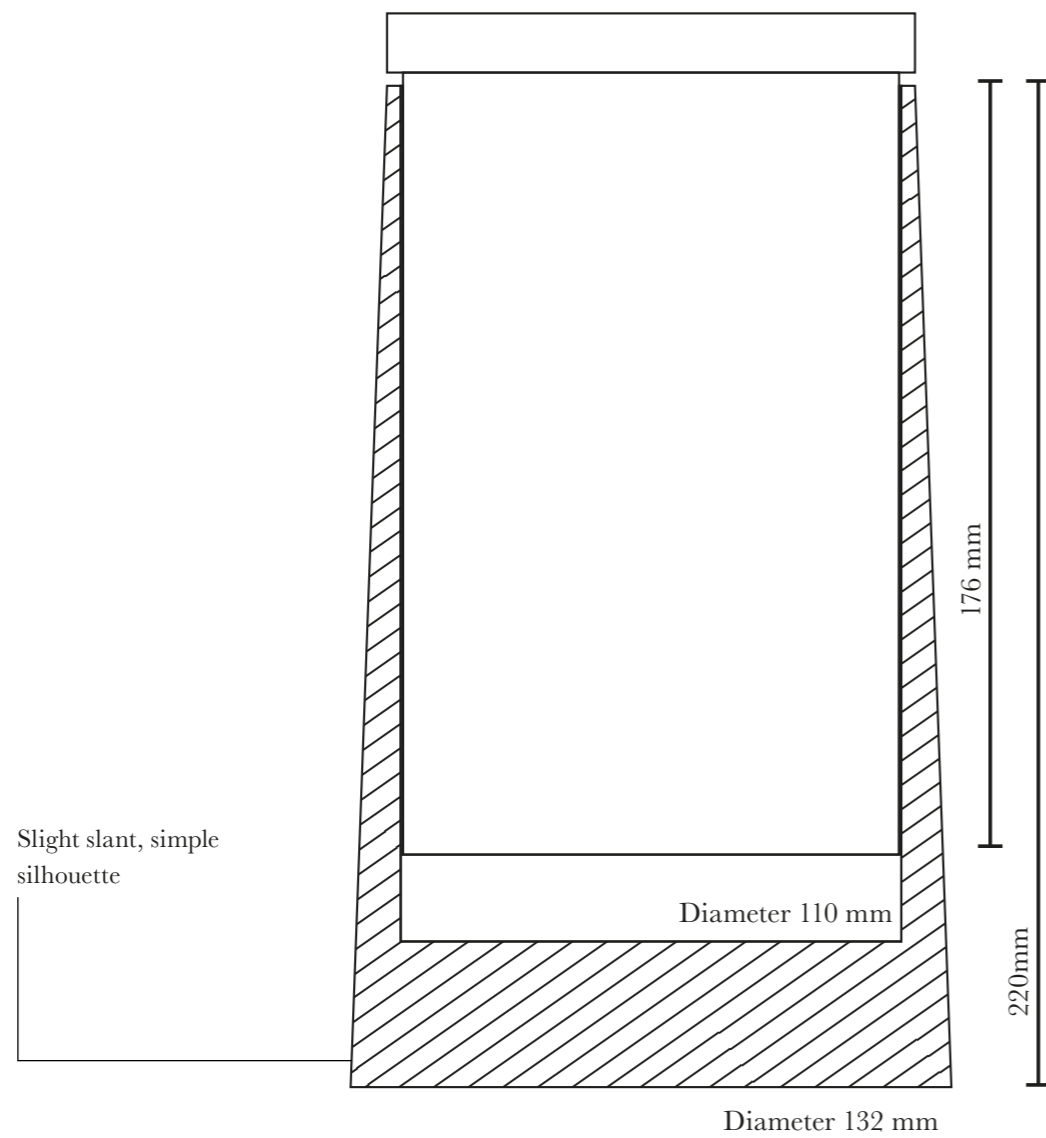 176 mm
Slight slant, simple
silhouette
Diameter 110 mm
220mm
Diameter 132 mm